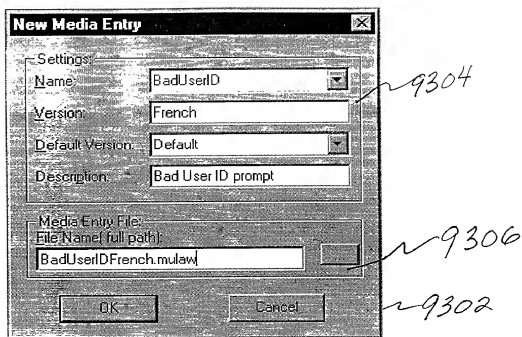 New Media Entry
Settings:
Name: BadUserID
Version: French
Default Version: Default
Description: Bad User ID prompt
9304
Media Entry File:
File Name( full path):
BadUserIDFrench.mulaw
9306
OK Cancel
9302